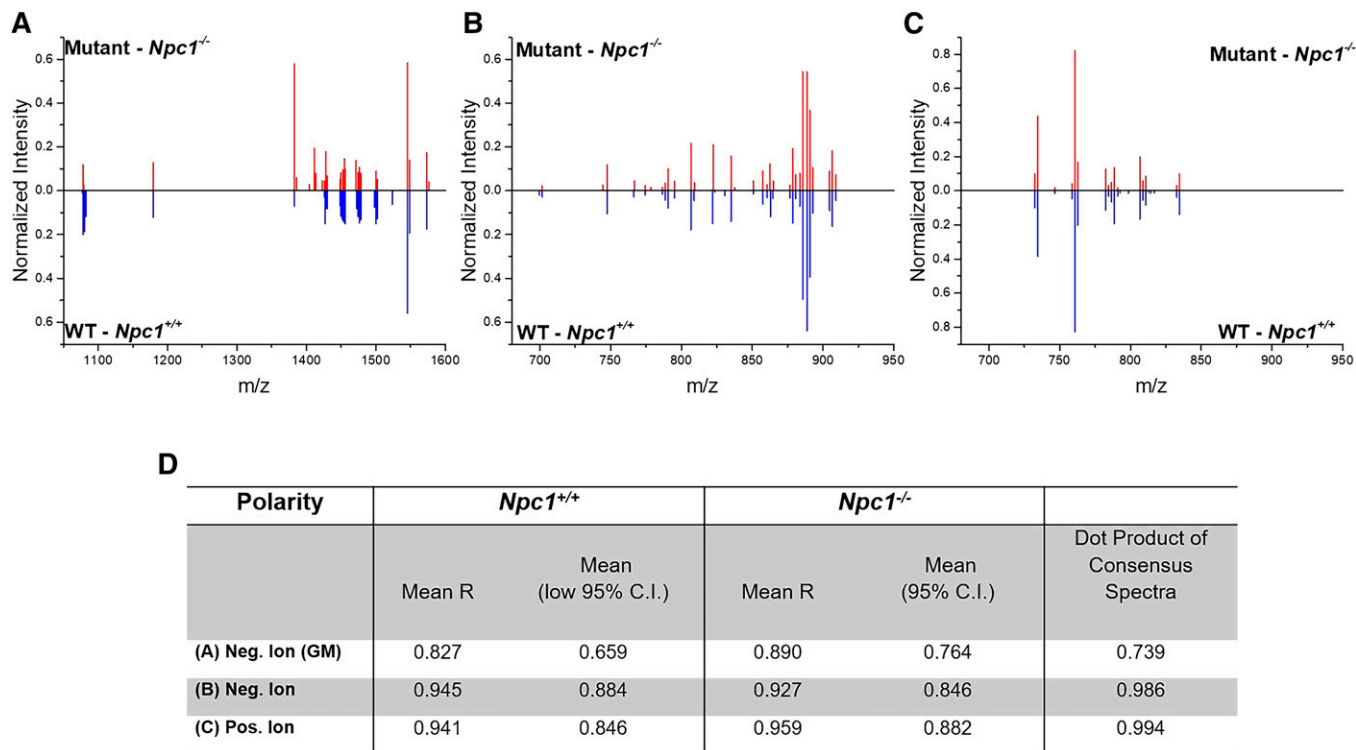 A
Mutant - Npc1-/-
Normalized Intensity
0.6
0.4
0.2
0.0
0.2
0.4
0.6
WT - Npc1+/+
1100 1200 1300 1400 1500 1600
m/z
B
Mutant - Npc1-/-
Normalized Intensity
0.6
0.4
0.2
0.0
0.2
0.4
0.6
WT - Npc1+/+
700 750 800 850 900 950
m/z
C
Mutant - Npc1-/-
Normalized Intensity
0.8
0.6
0.4
0.2
0.0
0.2
0.4
0.6
0.8
WT - Npc1+/+
700 750 800 850 900 950
m/z
D
Polarity Npc1+/+ Npc1-/-
Dot Product of
Mean Mean Consensus
Mean R (low 95% C.I.) Mean R (95% C.I.) Spectra
(A) Neg. Ion (GM) 0.827 0.659 0.890 0.764 0.739
(B) Neg. Ion 0.945 0.884 0.927 0.846 0.986
(C) Pos. Ion 0.941 0.846 0.959 0.882 0.994